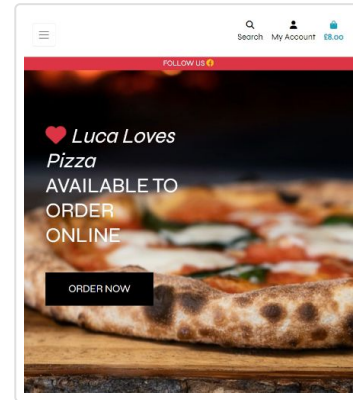 Search My Account £8.00
FOLLOW US
Luca Loves
Pizza
AVAILABLE TO
ORDER
ONLINE
ORDER NOW